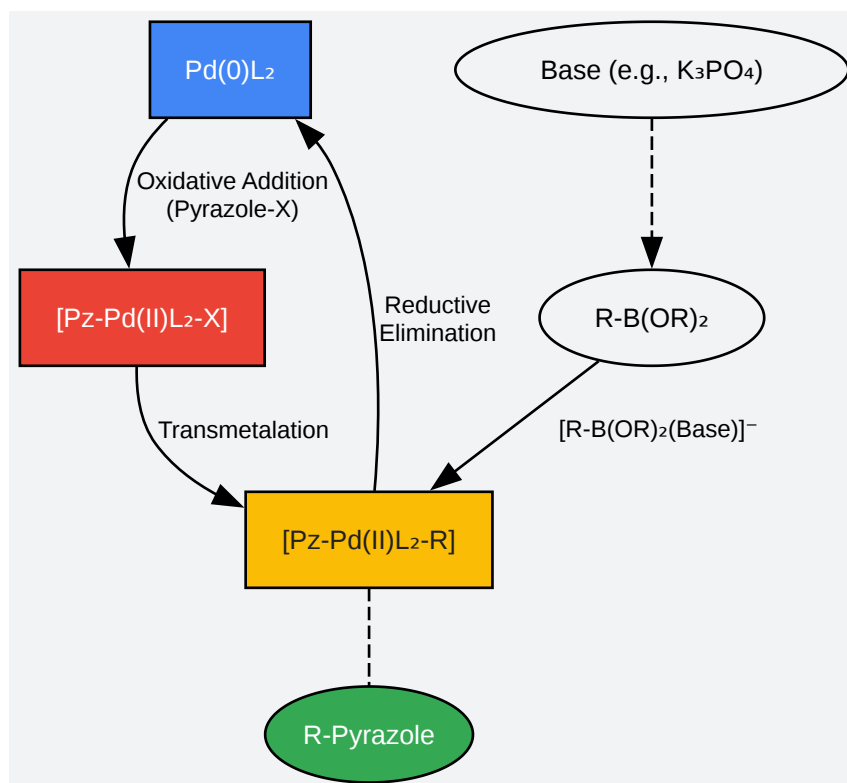 Pd(0)L₂
Base (e.g., K₃PO₄)
Oxidative Addition
(Pyrazole-X)
[Pz-Pd(II)L₂-X]
Reductive
Elimination
R-B(OR)₂
Transmetalation
[R-B(OR)₂(Base)]⁻
[Pz-Pd(II)L₂-R]
R-Pyrazole